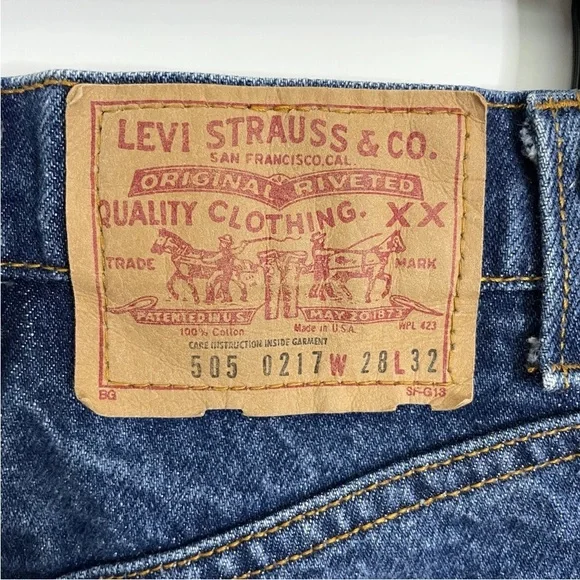 LEVI STRAUSS & CO.
SAN FRANCISCO, CAL.
ORIGINAL RIVETED
QUALITY CLOTHING. XX
TRADE MARK
PATENTED IN U.S. MAY 20 1873
100% Cotton Made in U.S.A. WPL 423
CARE INSTRUCTION INSIDE GARMENT
505 0217 W 28 L 32
BG SF-G13